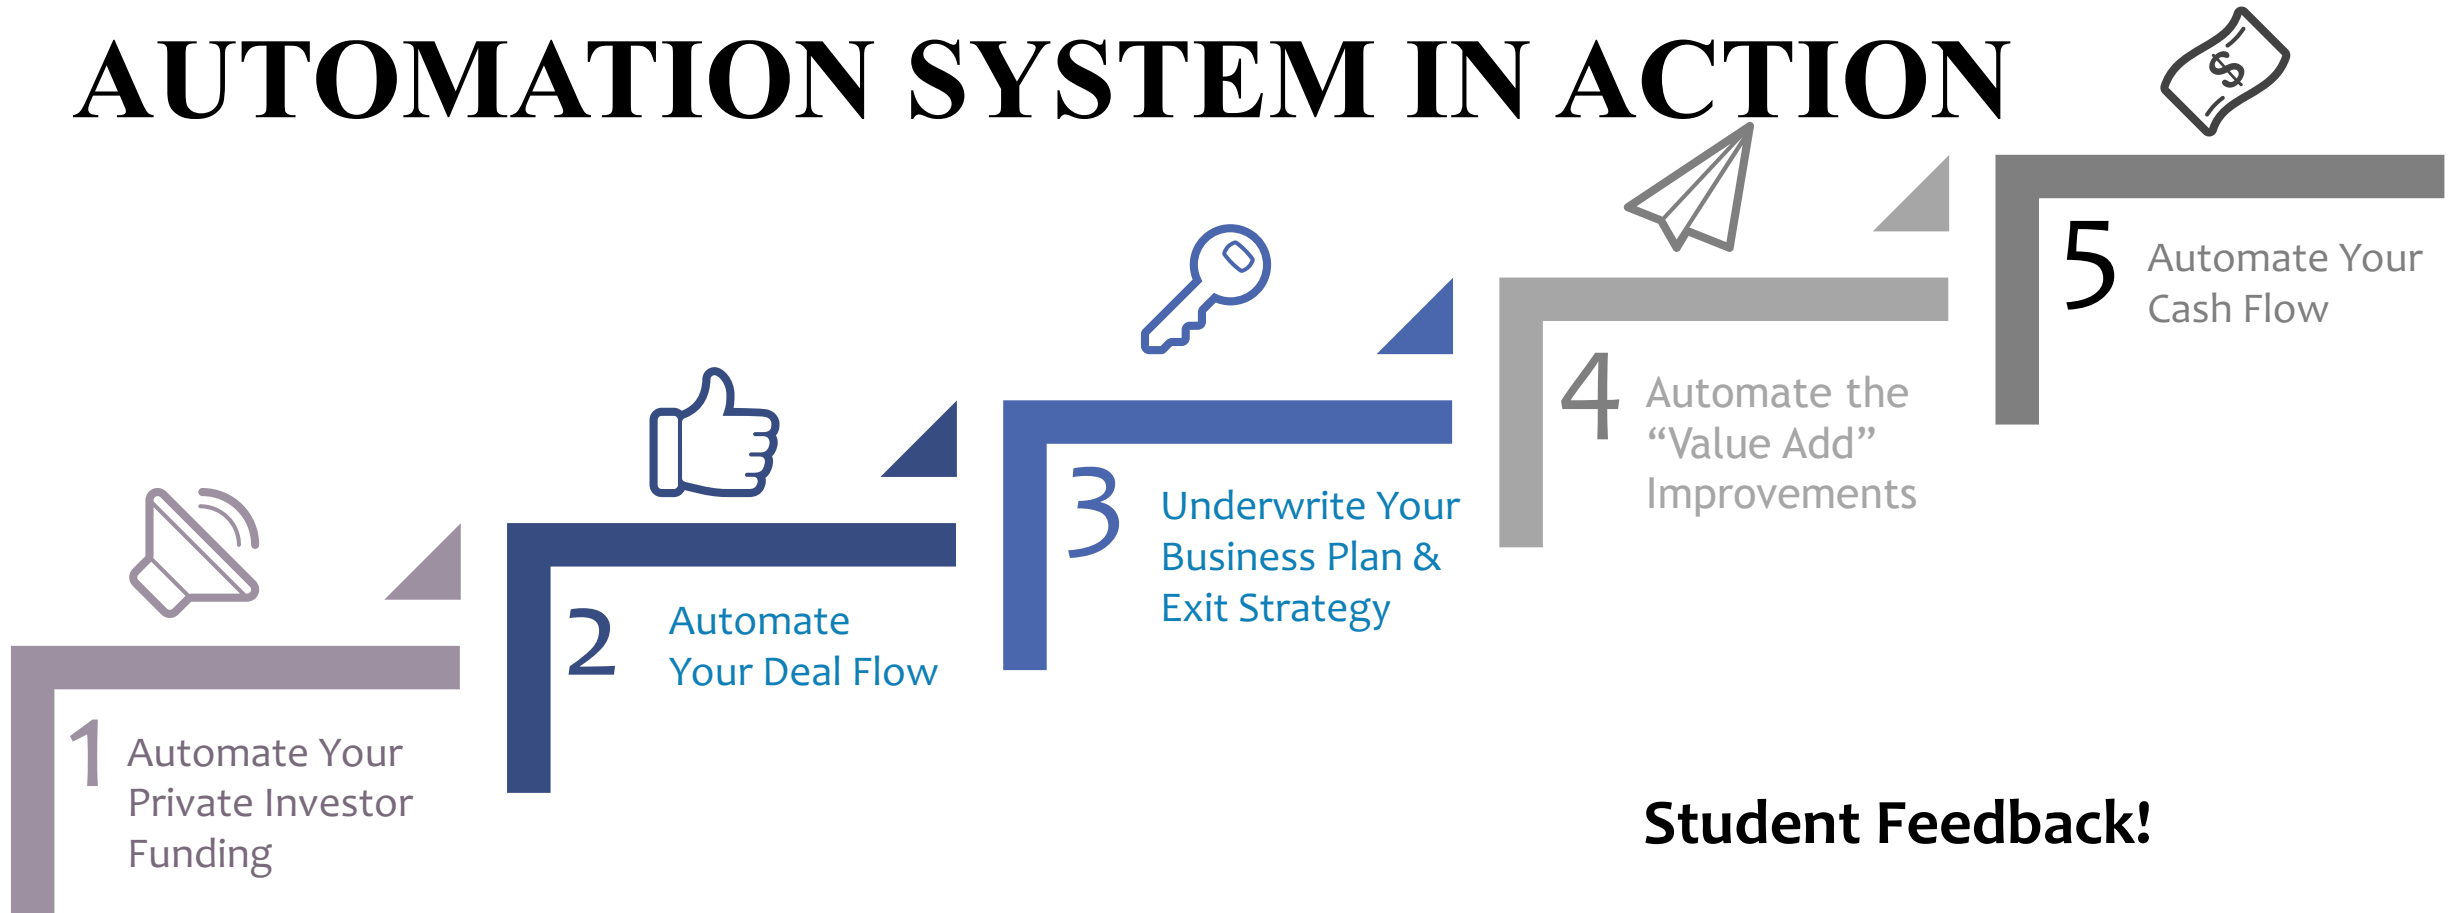 AUTOMATION SYSTEM IN ACTION
1
Automate Your
Private Investor
Funding
2
Automate
Your Deal Flow
3
Underwrite Your
Business Plan &
Exit Strategy
4
Automate the
“Value Add”
Improvements
5
Automate Your
Cash Flow
$
Student Feedback!